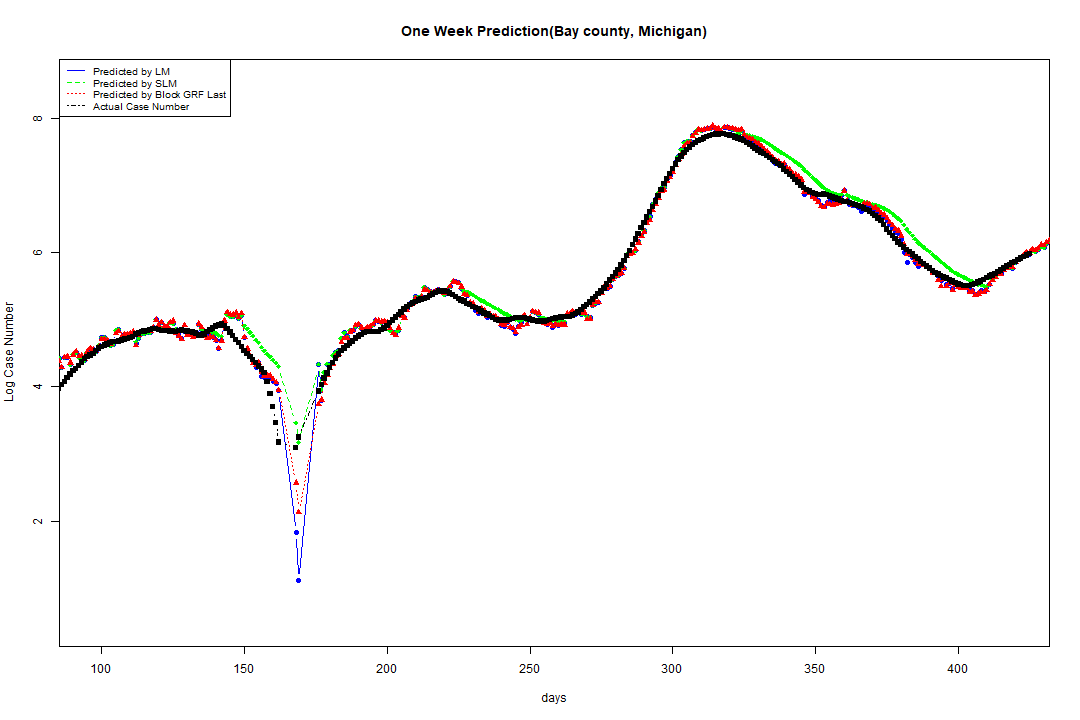 One Week Prediction(Bay county, Michigan)
Predicted by LM
Predicted by SLM
Predicted by Block GRF Last
Actual Case Number
8
6
4
2
Log Case Number
100 150 200 250 300 350 400
days